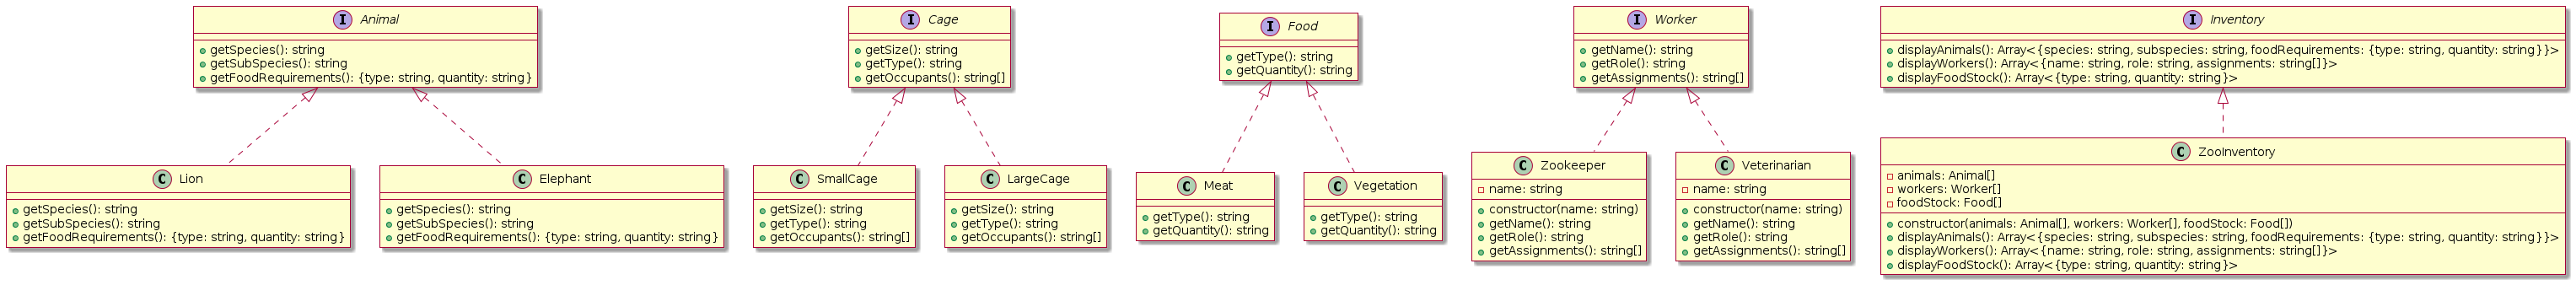 I Animal
getSpecies(): string
getSubSpecies(): string
getFoodRequirements(): {type: string, quantity: string}
I Cage
getSize(): string
getType(): string
getOccupants(): string[]
I Food
getType(): string
getQuantity(): string
I Worker
getName(): string
getRole(): string
getAssignments(): string[]
I Inventory
displayAnimals(): Array<{species: string, subspecies: string, foodRequirements: {type: string, quantity: string}}>
displayWorkers(): Array<{name: string, role: string, assignments: string[]}>
displayFoodStock(): Array<{type: string, quantity: string}>
C Lion
getSpecies(): string
getSubSpecies(): string
getFoodRequirements(): {type: string, quantity: string}
C Elephant
getSpecies(): string
getSubSpecies(): string
getFoodRequirements(): {type: string, quantity: string}
C SmallCage
getSize(): string
getType(): string
getOccupants(): string[]
C LargeCage
getSize(): string
getType(): string
getOccupants(): string[]
C Meat
getType(): string
getQuantity(): string
C Vegetation
getType(): string
getQuantity(): string
C Zookeeper
name: string
constructor(name: string)
getName(): string
getRole(): string
getAssignments(): string[]
C Veterinarian
name: string
constructor(name: string)
getName(): string
getRole(): string
getAssignments(): string[]
C ZooInventory
animals: Animal[]
workers: Worker[]
foodStock: Food[]
constructor(animals: Animal[], workers: Worker[], foodStock: Food[])
displayAnimals(): Array<{species: string, subspecies: string, foodRequirements: {type: string, quantity: string}}>
displayWorkers(): Array<{name: string, role: string, assignments: string[]}>
displayFoodStock(): Array<{type: string, quantity: string}>